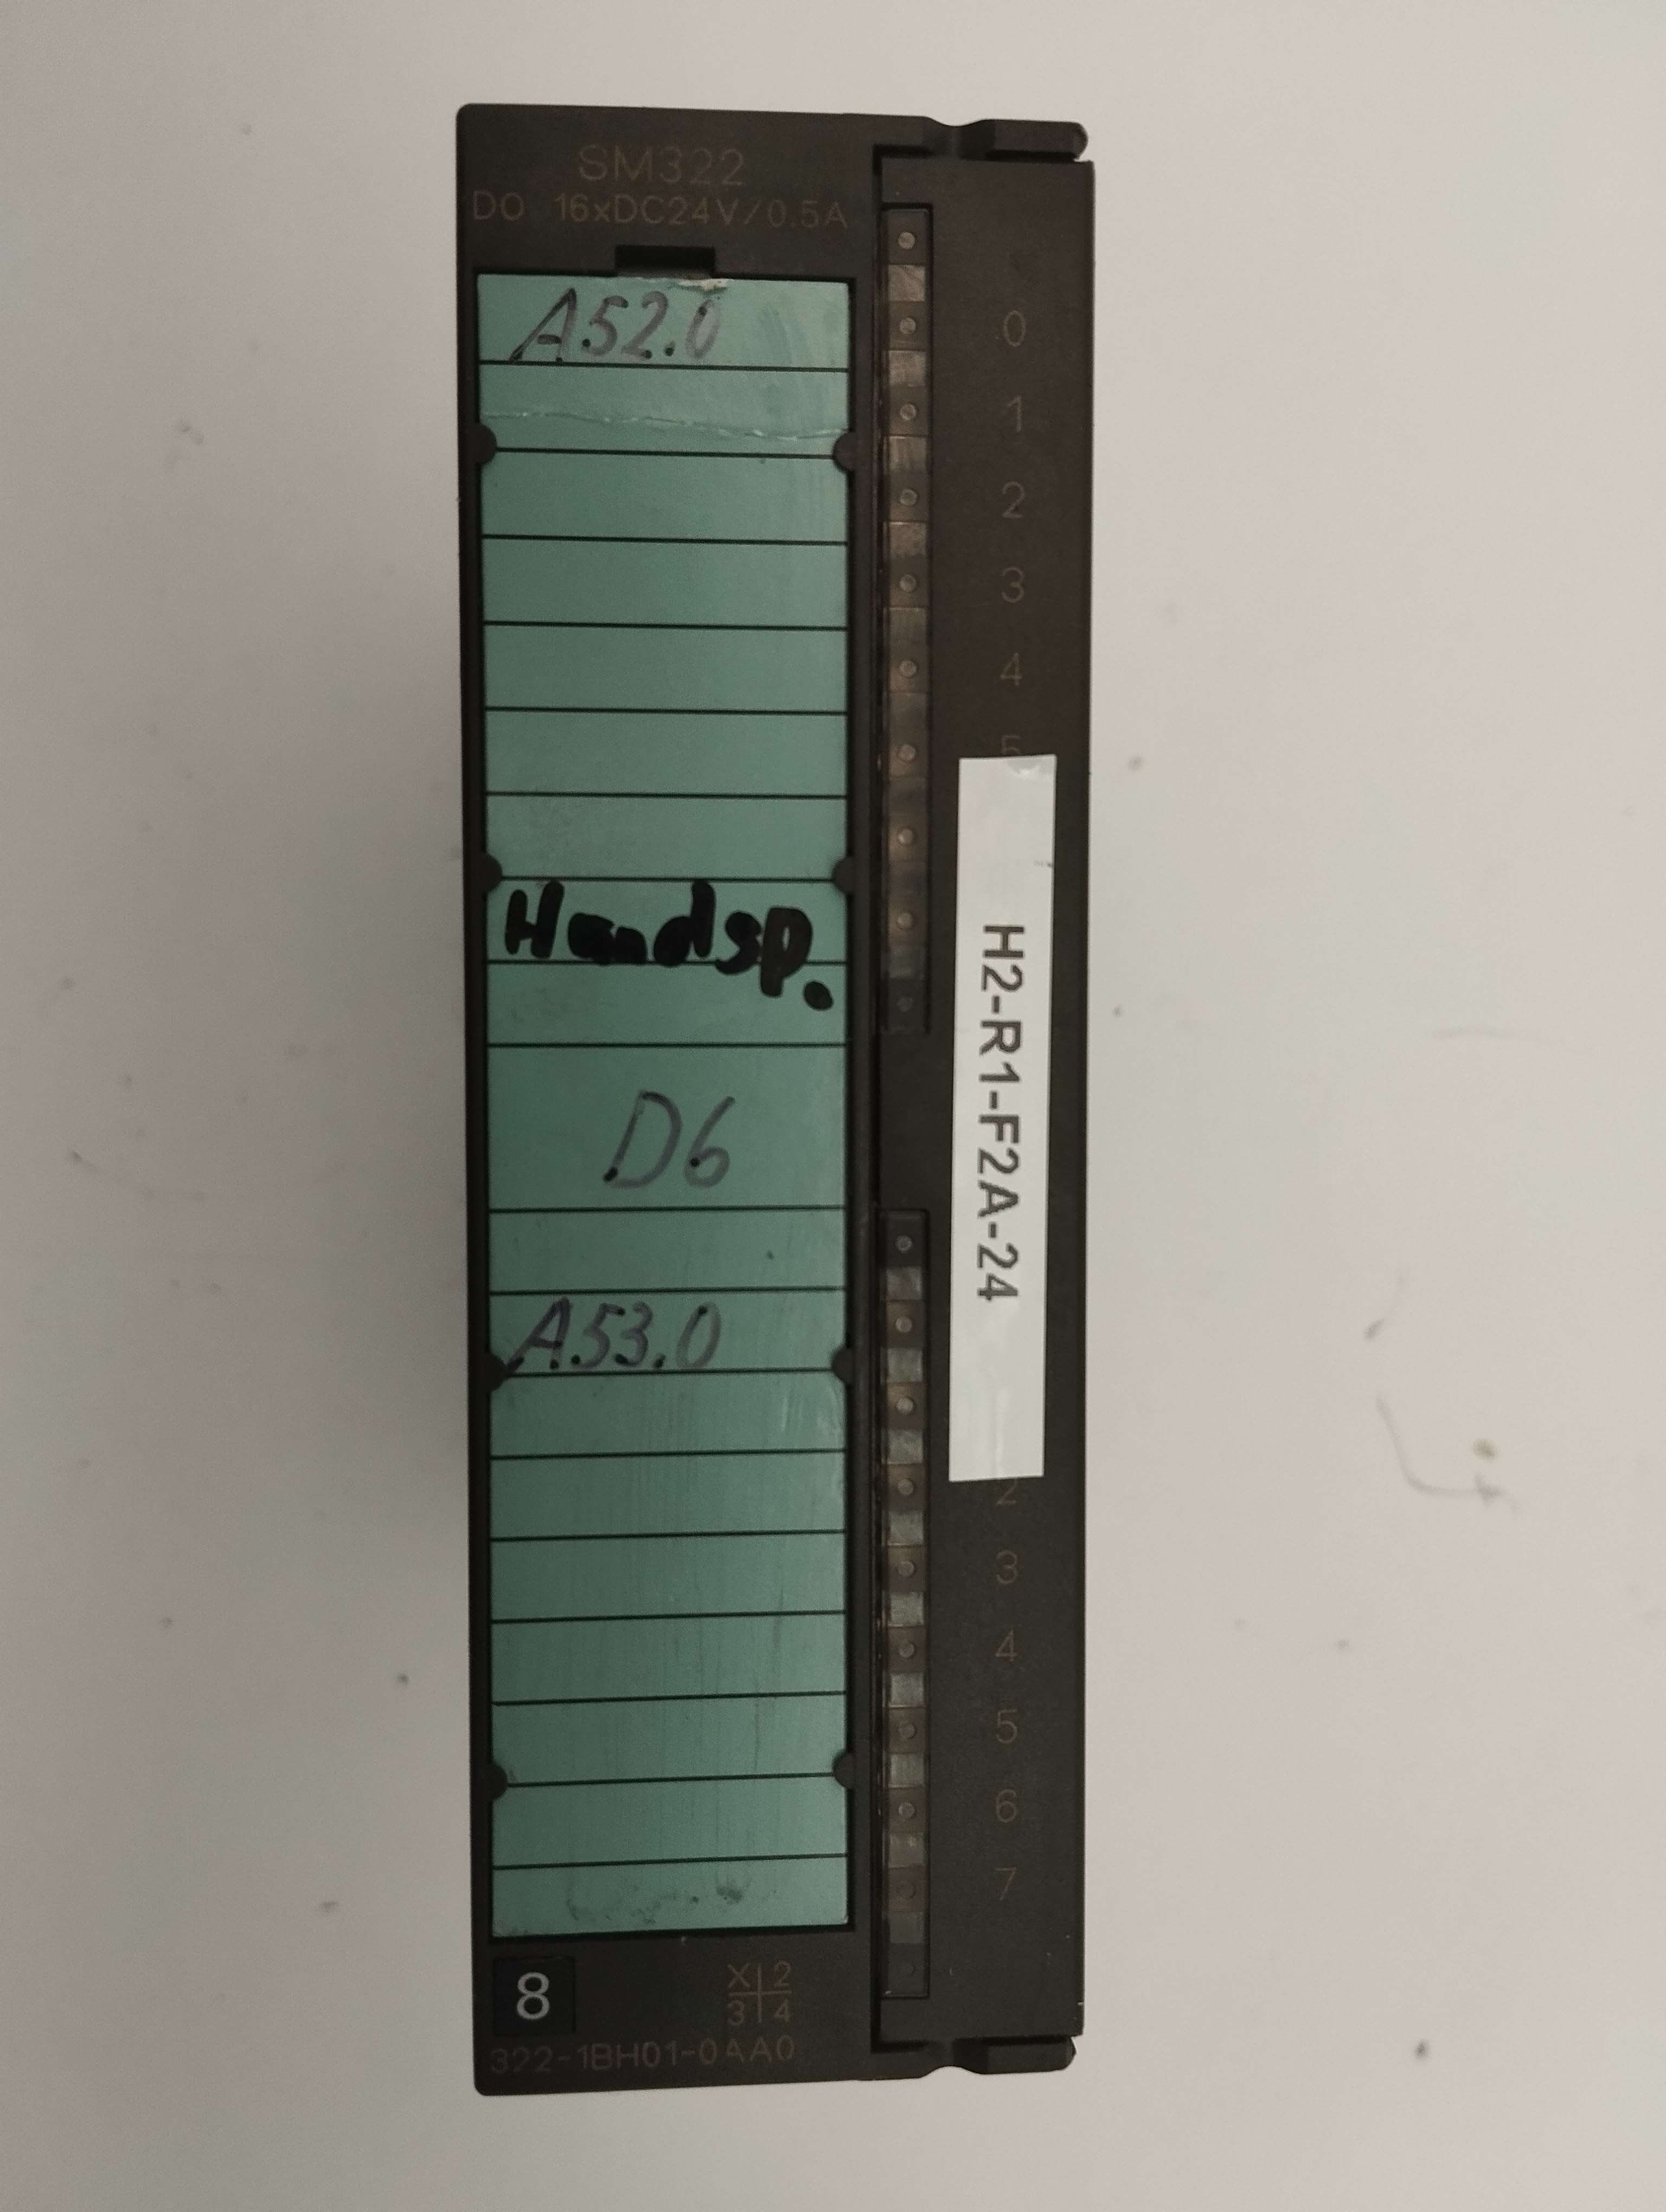 SM322
DO 16xDC24V/0.5A
A52.0
Handsp.
D6
A53.0
0
1
2
3
4
5
H2-R1-F2A-24
2
3
4
5
6
7
8
X 2
3 4
322-1BH01-0AA0